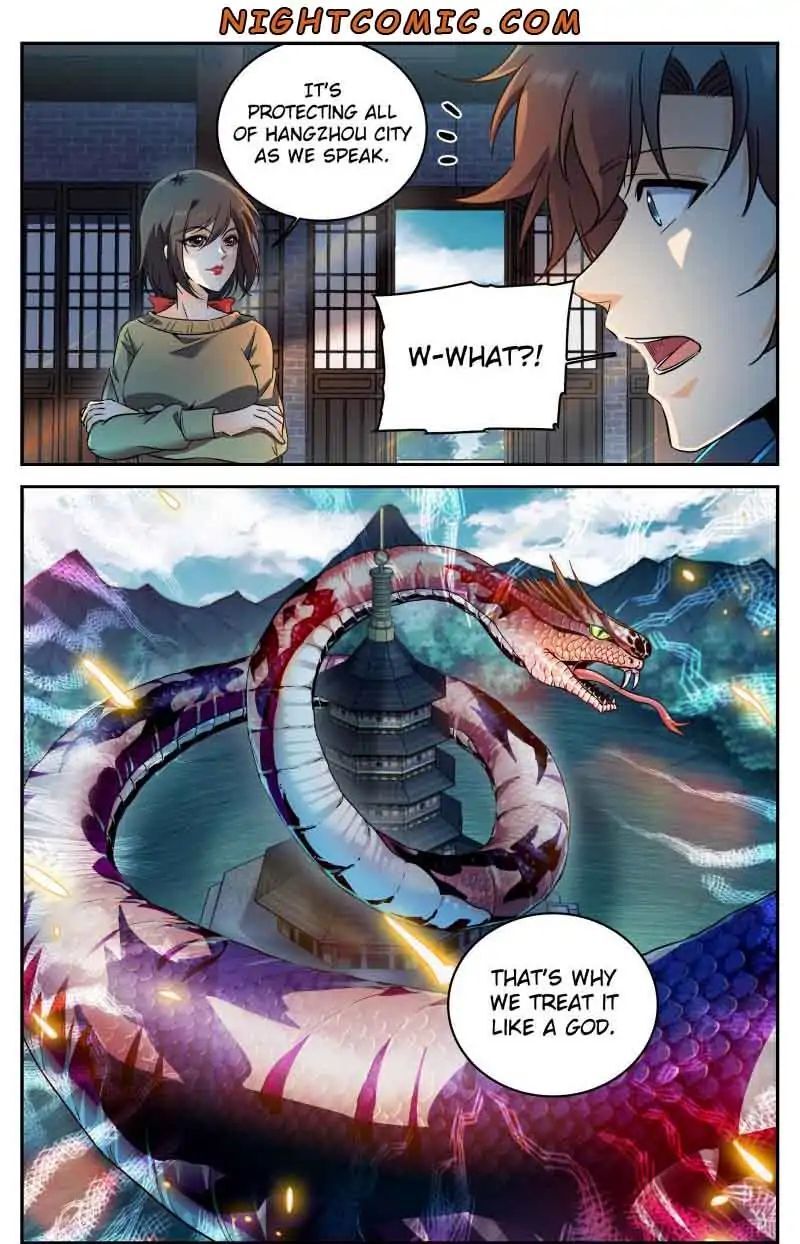 NIGHTCOMIC.COM
IT'S
PROTECTING ALL
OF HANGZHOU CITY
AS WE SPEAK.
W-WHAT?!
THAT'S WHY
WE TREAT IT
LIKE A GOD.